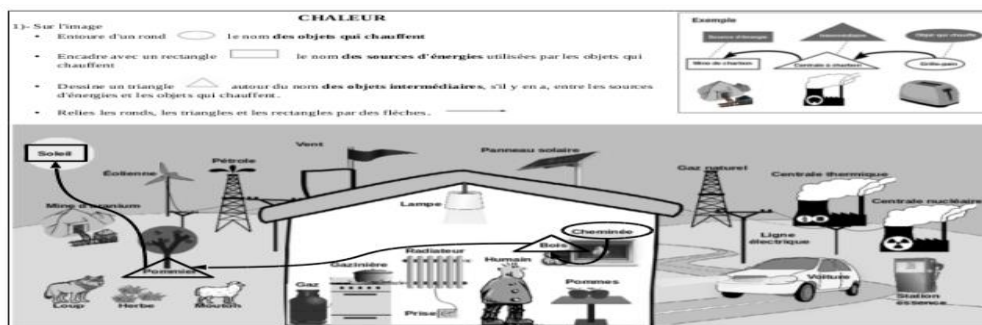 CHALEUR
1)- Sur l'image
• Entoure d'un rond le nom des objets qui chauffent
• Encadre avec un rectangle le nom des sources d'énergies utilisées par les objets qui
chauffent
• Dessine un triangle autour du nom des objets intermédiaires, s'il y en a, entre les sources
d'énergies et les objets qui chauffent.
• Relies les ronds, les triangles et les rectangles par des flèches.
Exemple
Source d'énergie
Intermédiaire
Objet qui chauffe
Mine de charbon
Centrale à charbon
Grille-pain
Soleil
Éolienne
Pétrole
Vent
Panneau solaire
Gaz naturel
Centrale thermique
Centrale nucléaire
Mine d'uranium
Lampe
Cheminée
Bois
Ligne
électrique
Pommier
Gazinière
Radiateur
Humain
Gaz
Pommes
Voiture
Loup
Herbe
Mouton
Prise
Station
essence